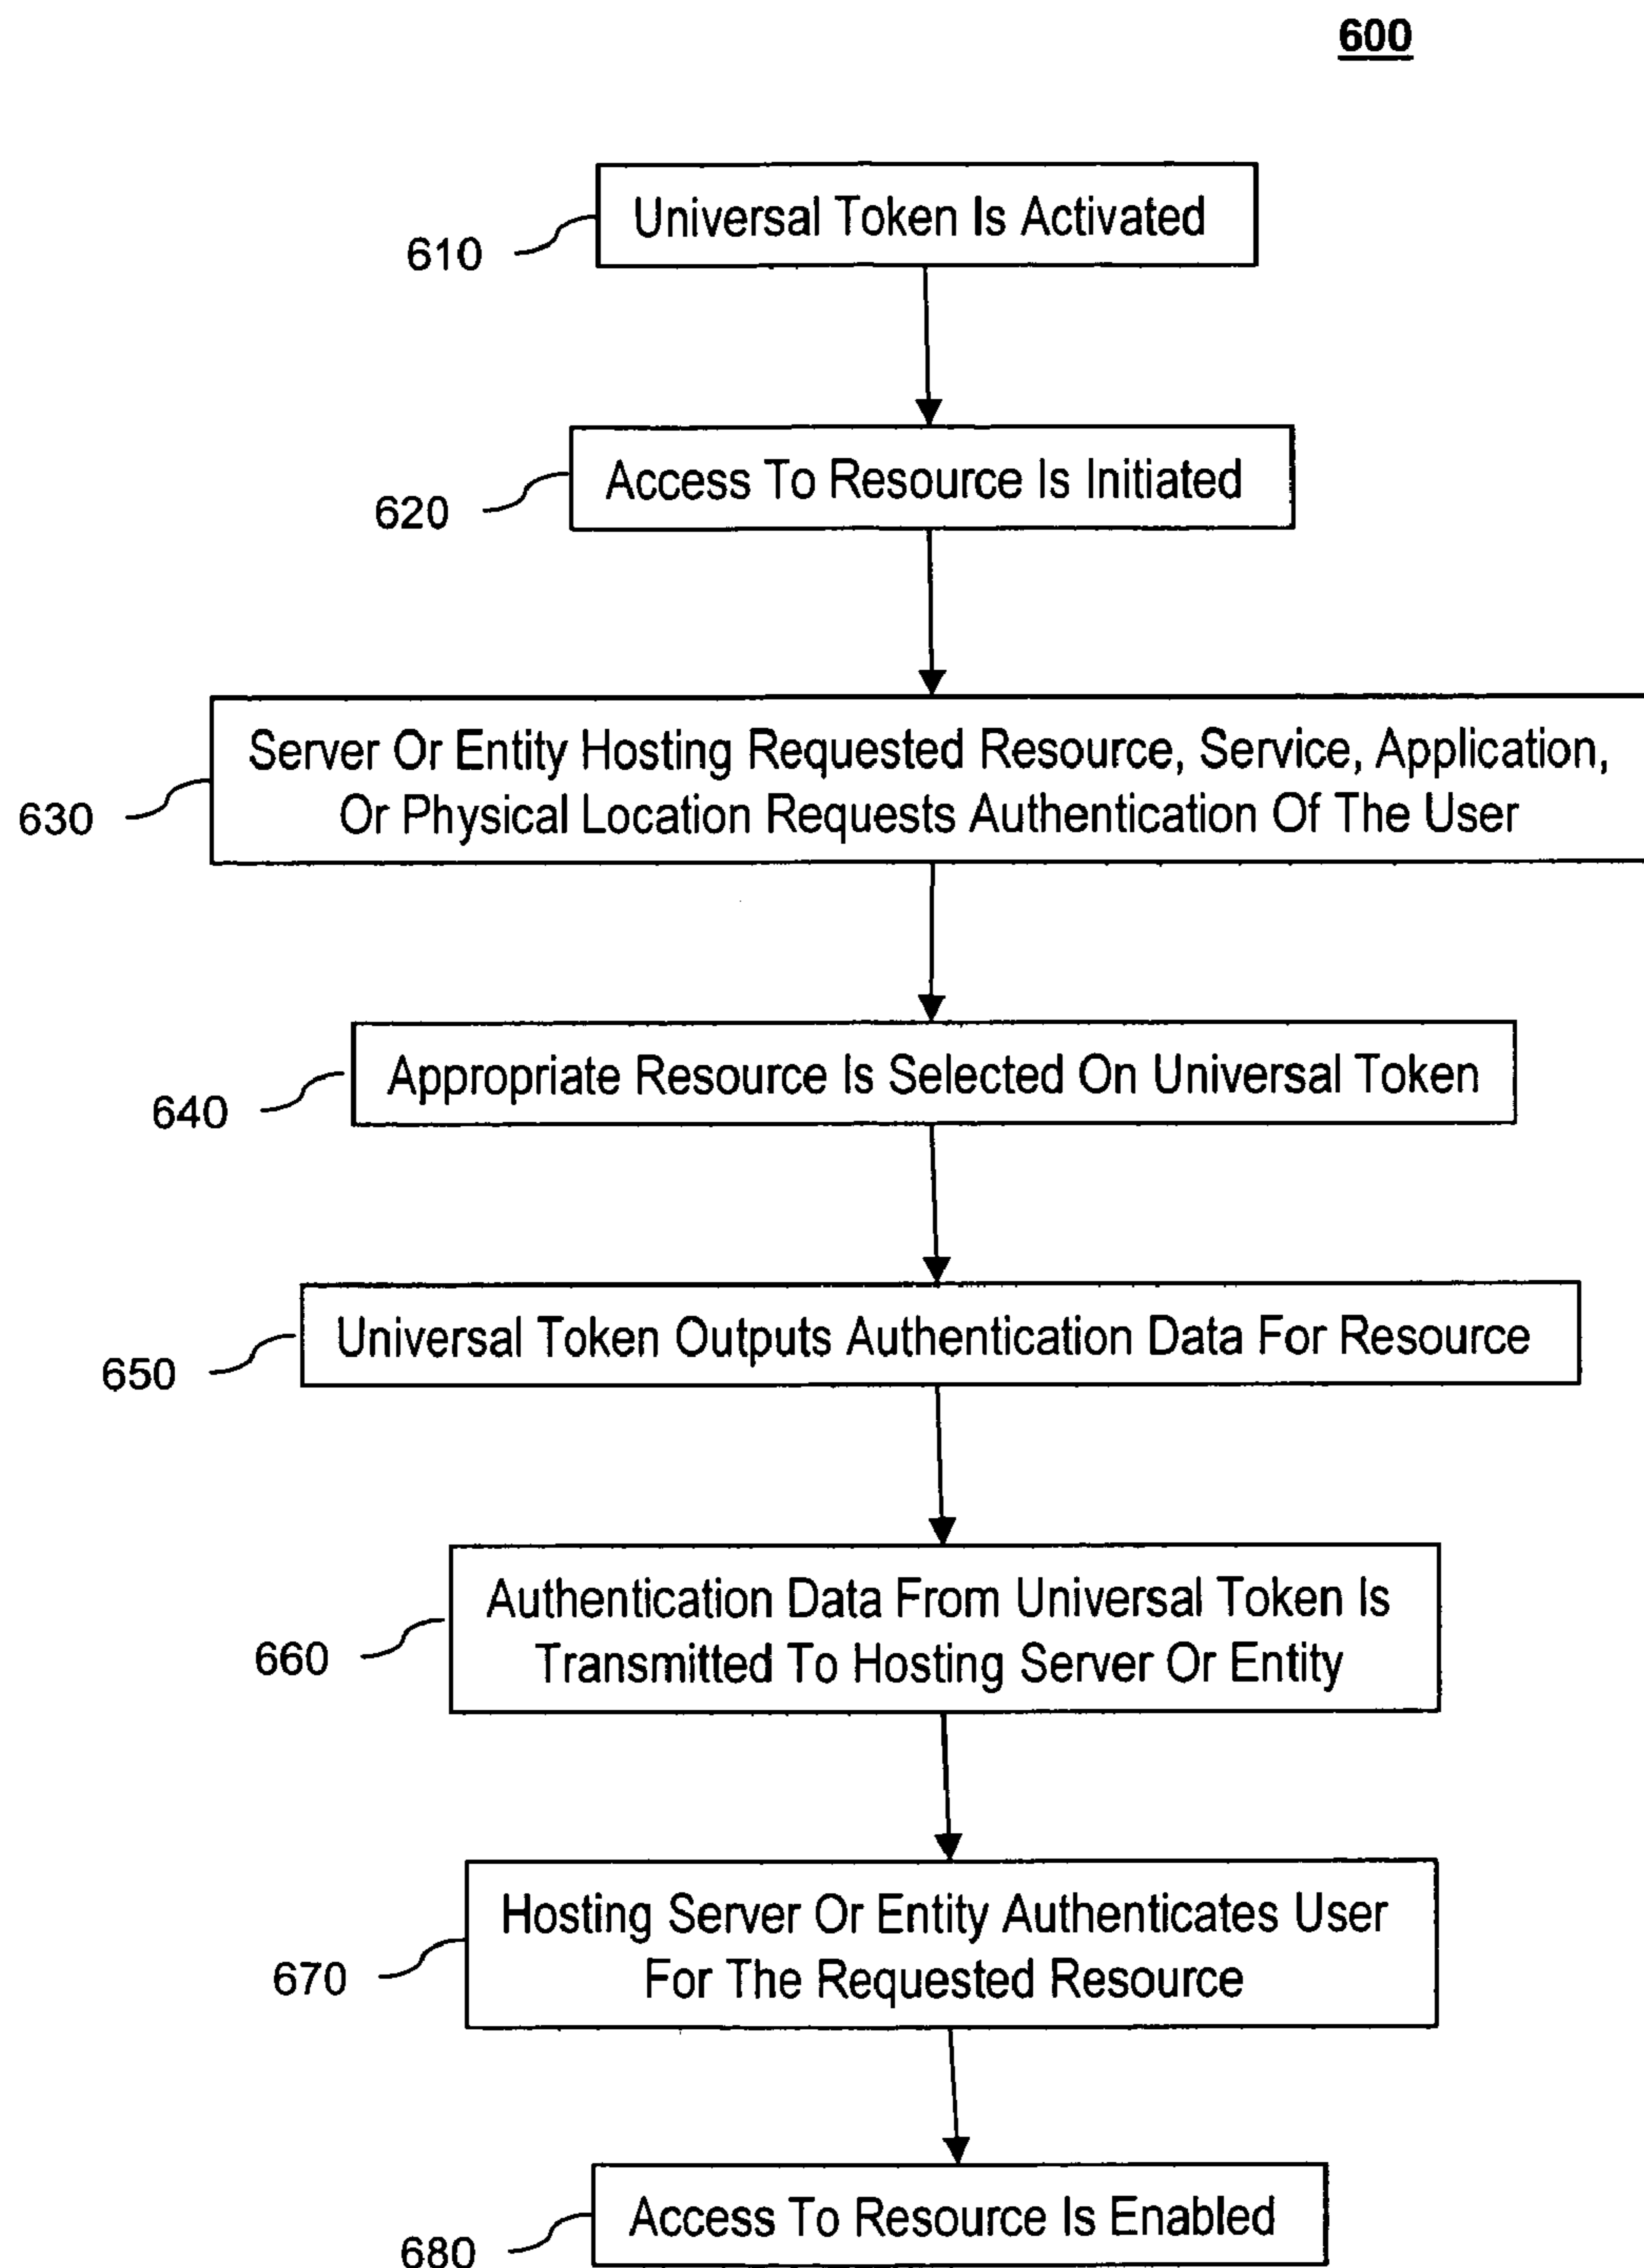 600
Universal Token Is Activated
610
Access To Resource Is Initiated
620
Server Or Entity Hosting Requested Resource, Service, Application,
Or Physical Location Requests Authentication Of The User
630
Appropriate Resource Is Selected On Universal Token
640
Universal Token Outputs Authentication Data For Resource
650
Authentication Data From Universal Token Is
Transmitted To Hosting Server Or Entity
660
Hosting Server Or Entity Authenticates User
For The Requested Resource
670
Access To Resource Is Enabled
680